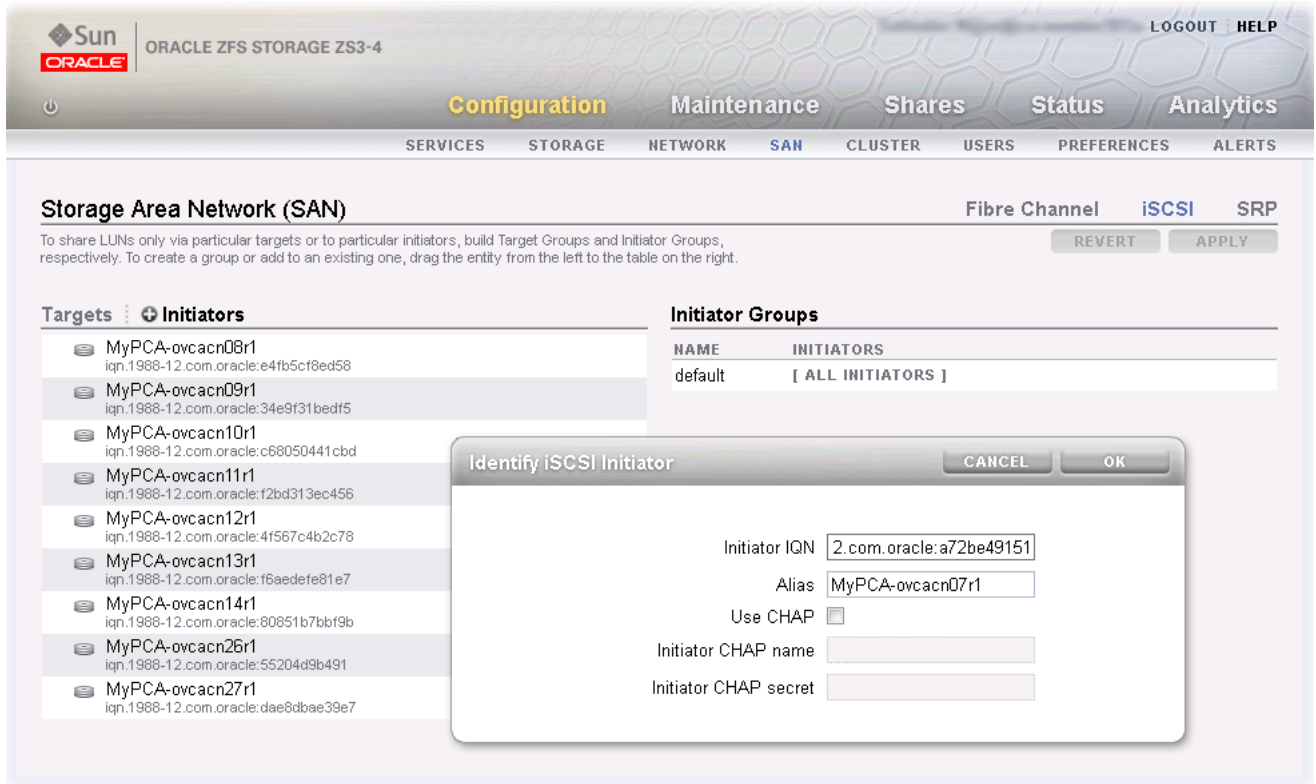 Sun
ORACLE
ORACLE ZFS STORAGE ZS3-4
LOGOUT HELP
Configuration Maintenance Shares Status Analytics
SERVICES STORAGE NETWORK SAN CLUSTER USERS PREFERENCES ALERTS
Storage Area Network (SAN)
Fibre Channel iSCSI SRP
To share LUNs only via particular targets or to particular initiators, build Target Groups and Initiator Groups,
respectively. To create a group or add to an existing one, drag the entity from the left to the table on the right.
REVERT APPLY
Targets Initiators
MyPCA-ovcacn08r1
iqn.1988-12.com.oracle:e4fb5cf8ed58
MyPCA-ovcacn09r1
iqn.1988-12.com.oracle:34e9f31bedf5
MyPCA-ovcacn10r1
iqn.1988-12.com.oracle:c68050441cbd
MyPCA-ovcacn11r1
iqn.1988-12.com.oracle:f2bd313ec456
MyPCA-ovcacn12r1
iqn.1988-12.com.oracle:4f567c4b2c78
MyPCA-ovcacn13r1
iqn.1988-12.com.oracle:f6aedefe81e7
MyPCA-ovcacn14r1
iqn.1988-12.com.oracle:80851b7bbf9b
MyPCA-ovcacn26r1
iqn.1988-12.com.oracle:55204d9b491
MyPCA-ovcacn27r1
iqn.1988-12.com.oracle:dae8dbae39e7
Initiator Groups
NAME INITIATORS
default [ ALL INITIATORS ]
Identify iSCSI Initiator
CANCEL OK
Initiator IQN 2.com.oracle:a72be49151
Alias MyPCA-ovcacn07r1
Use CHAP
Initiator CHAP name
Initiator CHAP secret